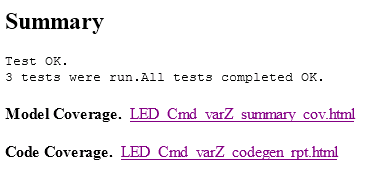 Summary
Test OK.
3 tests were run.All tests completed OK.
Model Coverage. LED_Cmd_varZ_summary_cov.html
Code Coverage. LED_Cmd_varZ_codegen_rpt.html